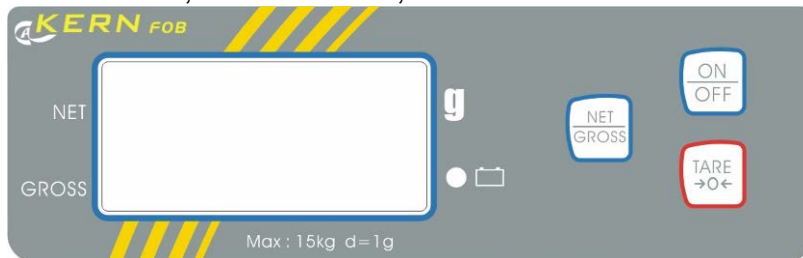 KERN FOB
NET
g
GROSS
Max : 15kg d=1g
NET
GROSS
ON
OFF
TARE
→0←